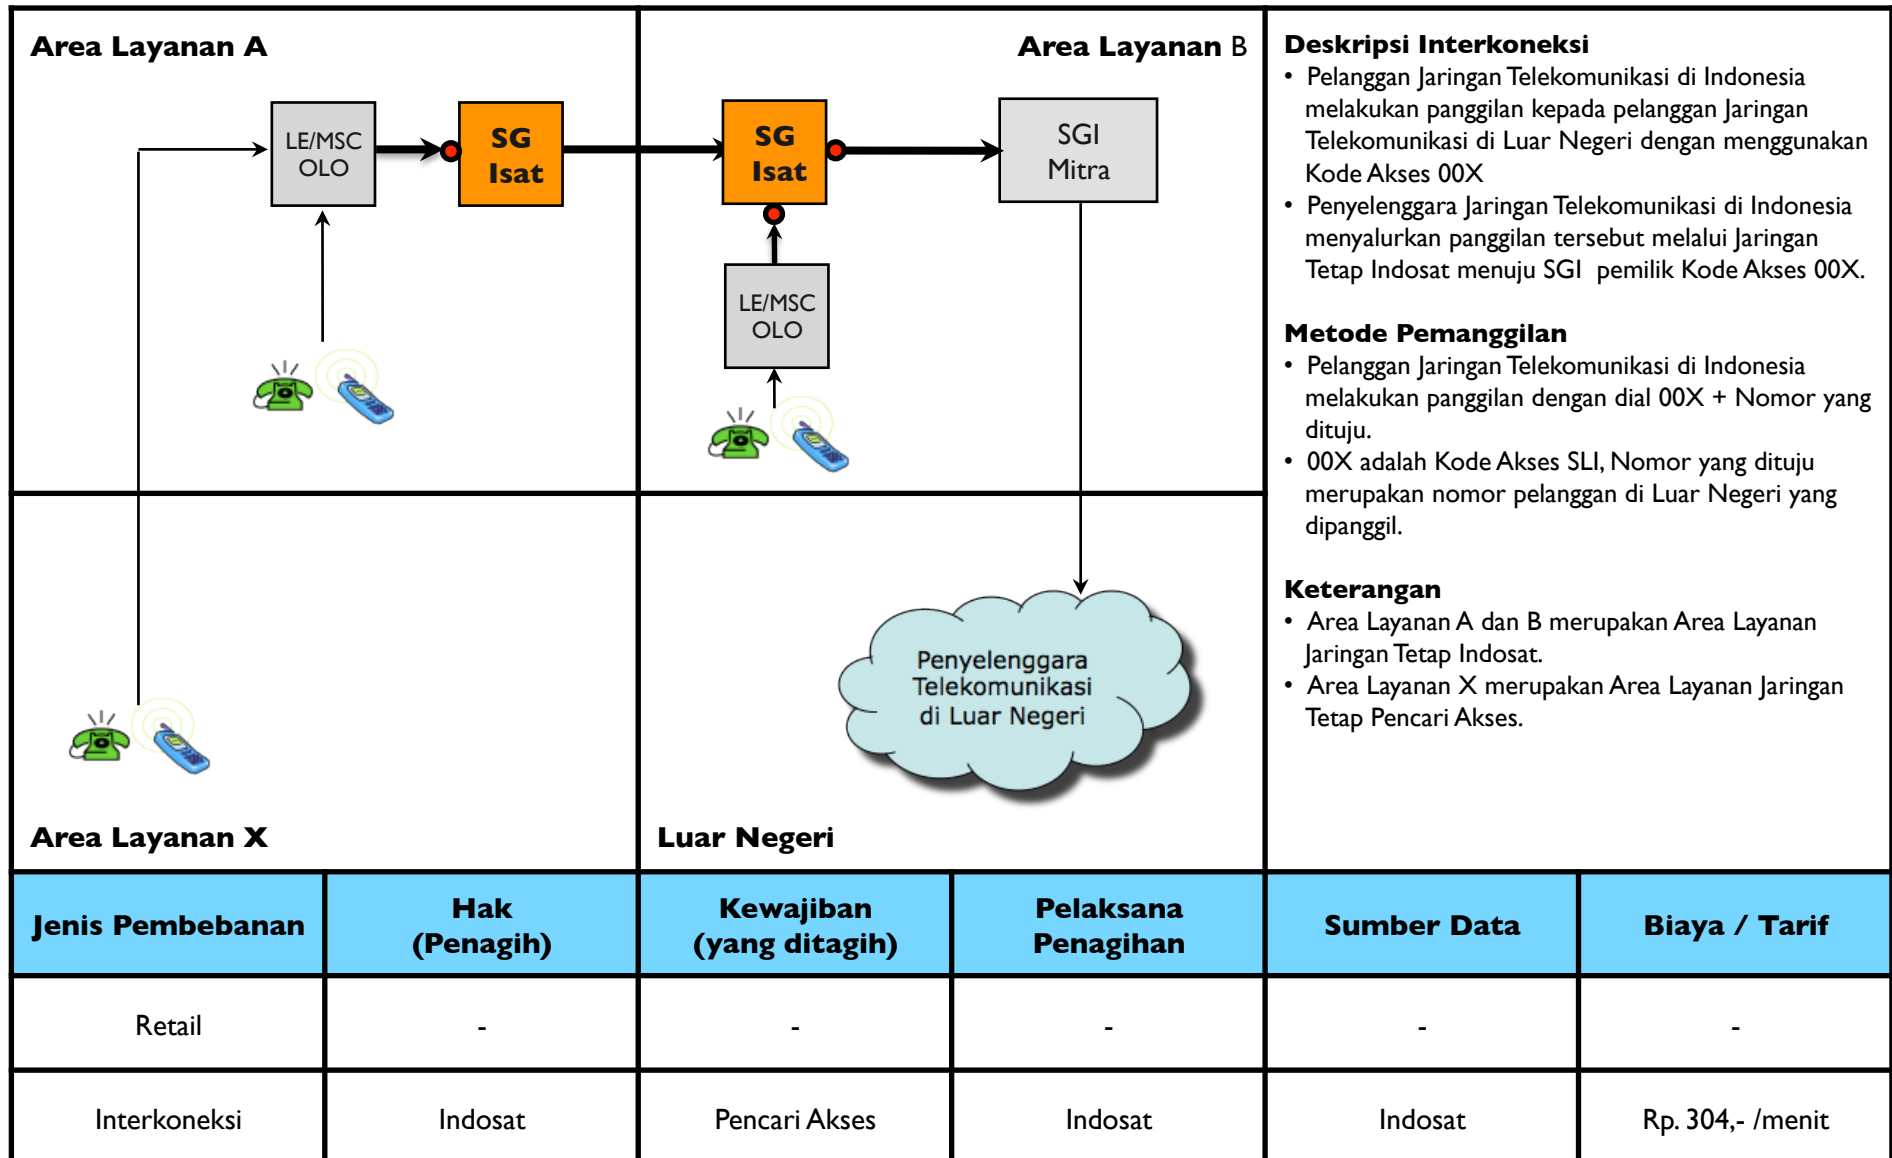 Area Layanan A
Area Layanan B
LE/MSC
OLO
SG
Isat
SG
Isat
SGI
Mitra
LE/MSC
OLO
Area Layanan X
Penyelenggara
Telekomunikasi
di Luar Negeri
Luar Negeri
Deskripsi Interkoneksi
• Pelanggan Jaringan Telekomunikasi di Indonesia
melakukan panggilan kepada pelanggan Jaringan
Telekomunikasi di Luar Negeri dengan menggunakan
Kode Akses 00X
• Penyelenggara Jaringan Telekomunikasi di Indonesia
menyalurkan panggilan tersebut melalui Jaringan
Tetap Indosat menuju SGI pemilik Kode Akses 00X.
Metode Pemanggilan
• Pelanggan Jaringan Telekomunikasi di Indonesia
melakukan panggilan dengan dial 00X + Nomor yang
dituju.
• 00X adalah Kode Akses SLI, Nomor yang dituju
merupakan nomor pelanggan di Luar Negeri yang
dipanggil.
Keterangan
• Area Layanan A dan B merupakan Area Layanan
Jaringan Tetap Indosat.
• Area Layanan X merupakan Area Layanan Jaringan
Tetap Pencari Akses.
Jenis Pembebanan
Hak
(Penagih)
Kewajiban
(yang ditagih)
Pelaksana
Penagihan
Sumber Data
Biaya / Tarif
Retail - - - - -
Interkoneksi Indosat Pencari Akses Indosat Indosat Rp. 304,- /menit